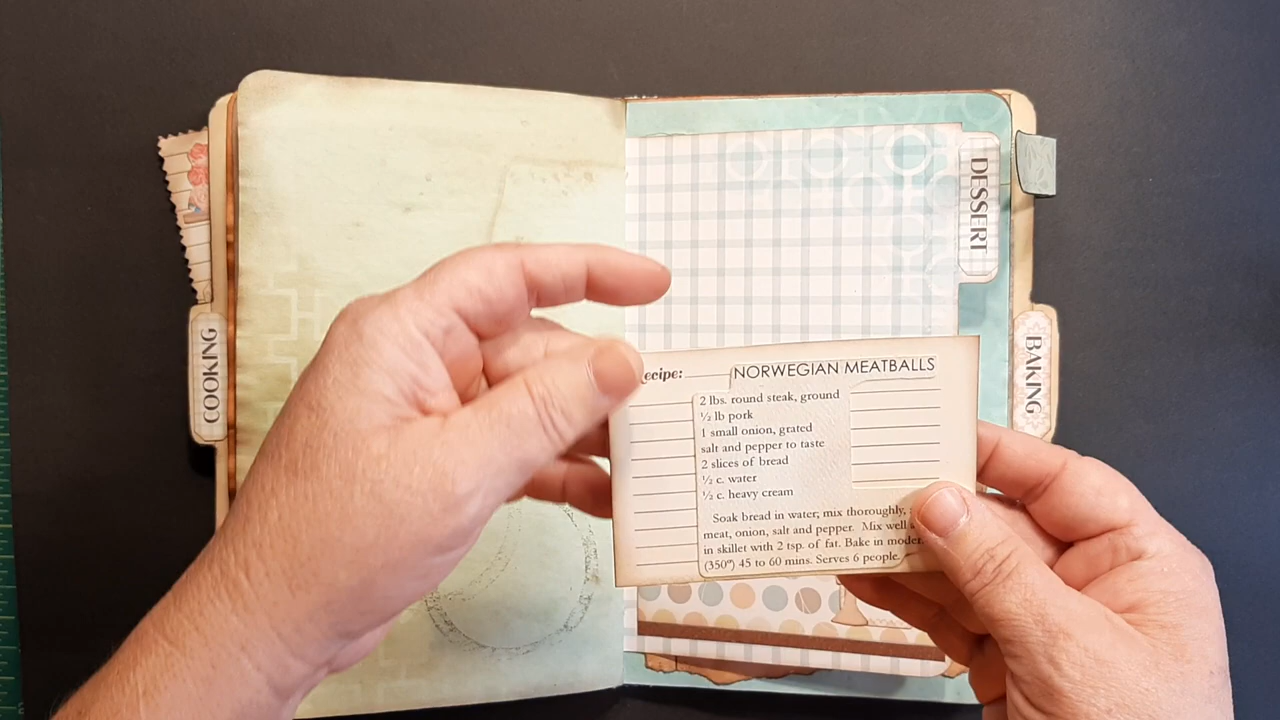 DESSERT
COOKING
BAKING
ecipe: NORWEGIAN MEATBALLS
2 lbs. round steak, ground
½ lb pork
1 small onion, grated
salt and pepper to taste
2 slices of bread
½ c. water
½ c. heavy cream
Soak bread in water; mix thoroughly,
meat, onion, salt and pepper. Mix well
in skillet with 2 tsp. of fat. Bake in moder
(350°) 45 to 60 mins. Serves 6 people.